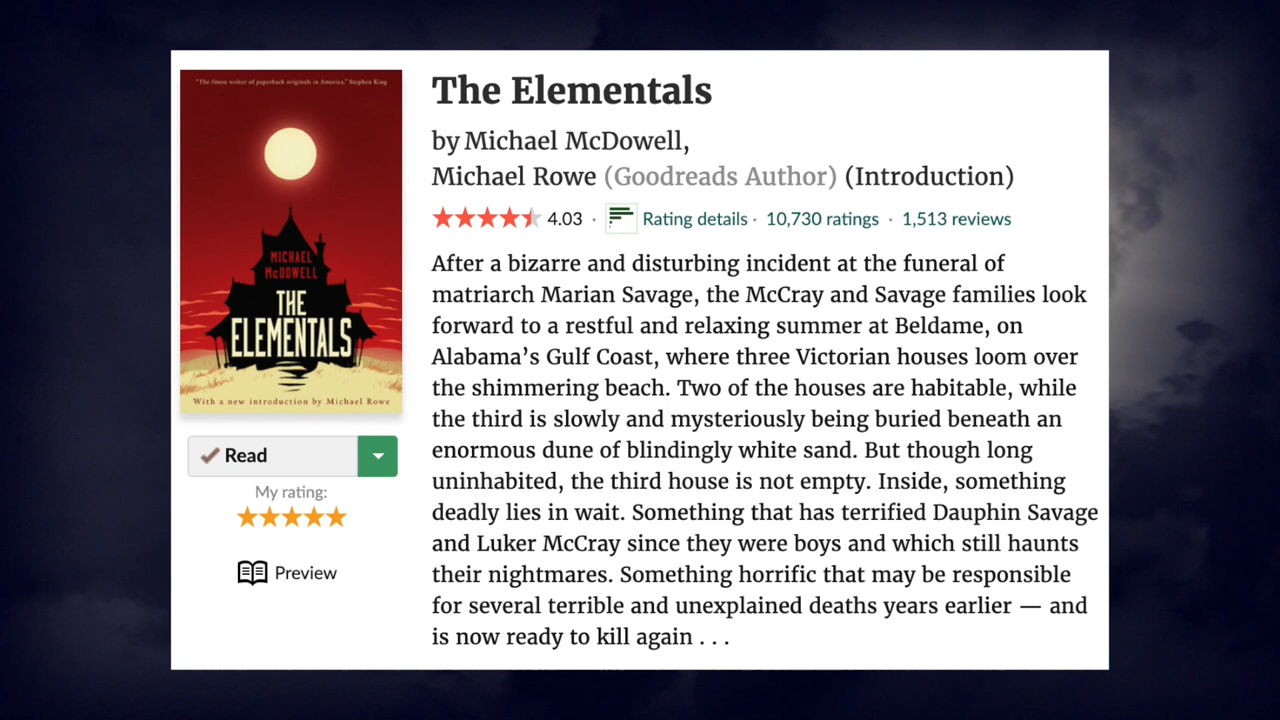 "The finest writer of paperback originals in America." Stephen King
MICHAEL
McDOWELL
THE
ELEMENTALS
With a new introduction by Michael Rowe
Read
My rating:
Preview
The Elementals
by Michael McDowell,
Michael Rowe (Goodreads Author) (Introduction)
4.03 · Rating details · 10,730 ratings · 1,513 reviews
After a bizarre and disturbing incident at the funeral of
matriarch Marian Savage, the McCray and Savage families look
forward to a restful and relaxing summer at Beldame, on
Alabama’s Gulf Coast, where three Victorian houses loom over
the shimmering beach. Two of the houses are habitable, while
the third is slowly and mysteriously being buried beneath an
enormous dune of blindingly white sand. But though long
uninhabited, the third house is not empty. Inside, something
deadly lies in wait. Something that has terrified Dauphin Savage
and Luker McCray since they were boys and which still haunts
their nightmares. Something horrific that may be responsible
for several terrible and unexplained deaths years earlier — and
is now ready to kill again . . .